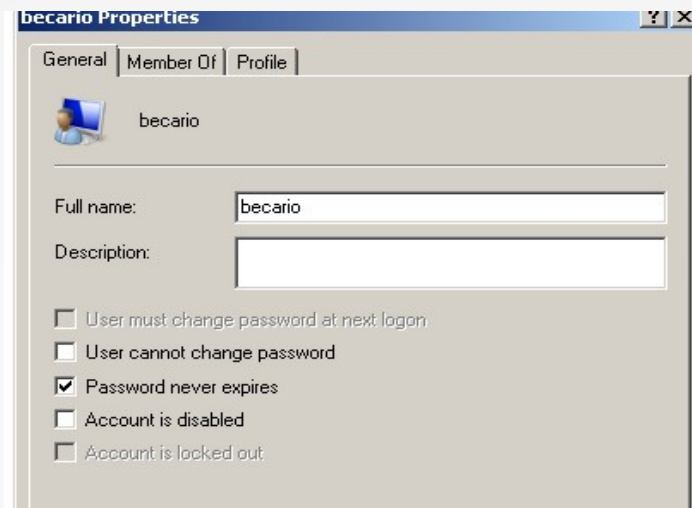 becario Properties
General Member Of Profile
becario
Full name: becario
Description:
User must change password at next logon
User cannot change password
Password never expires
Account is disabled
Account is locked out